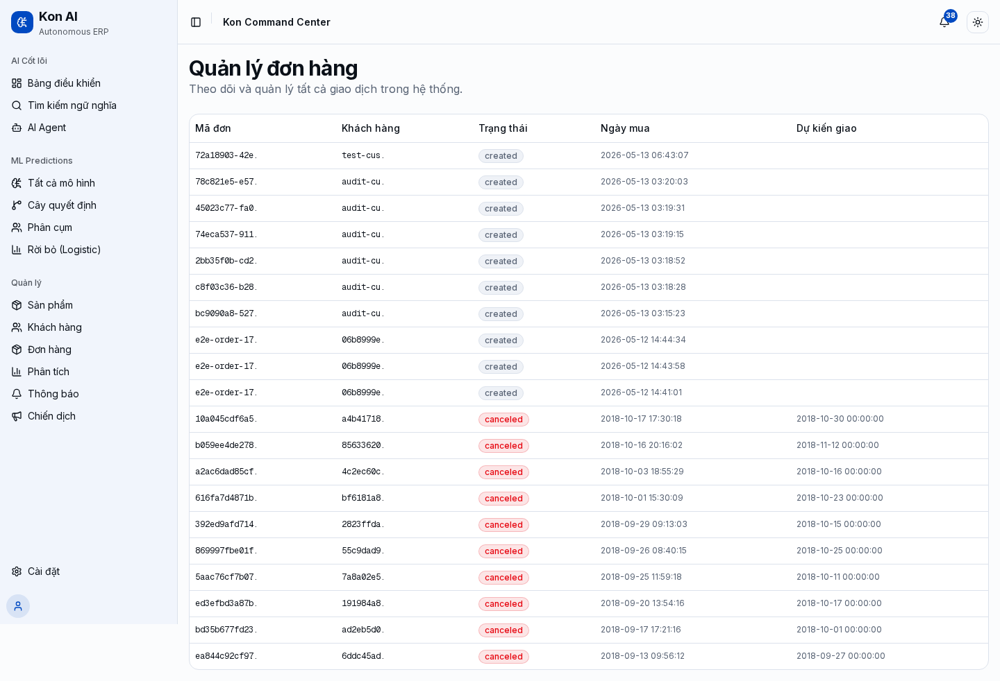 Kon AI
Autonomous ERP
AI Cốt lõi
Bảng điều khiển
Tìm kiếm ngữ nghĩa
AI Agent
ML Predictions
Tất cả mô hình
Cây quyết định
Phân cụm
Rời bỏ (Logistic)
Quản lý
Sản phẩm
Khách hàng
Đơn hàng
Phân tích
Thông báo
Chiến dịch
Cài đặt
Kon Command Center
38
Quản lý đơn hàng
Theo dõi và quản lý tất cả giao dịch trong hệ thống.
Mã đơn Khách hàng Trạng thái Ngày mua Dự kiến giao
72a18903-42e. test-cus. created 2026-05-13 06:43:07
78c821e5-e57. audit-cu. created 2026-05-13 03:20:03
45023c77-fa0. audit-cu. created 2026-05-13 03:19:31
74eca537-911. audit-cu. created 2026-05-13 03:19:15
2bb35f0b-cd2. audit-cu. created 2026-05-13 03:18:52
c8f03c36-b28. audit-cu. created 2026-05-13 03:18:28
bc9090a8-527. audit-cu. created 2026-05-13 03:15:23
e2e-order-17. 06b8999e. created 2026-05-12 14:44:34
e2e-order-17. 06b8999e. created 2026-05-12 14:43:58
e2e-order-17. 06b8999e. created 2026-05-12 14:41:01
10a045cdf6a5. a4b41718. canceled 2018-10-17 17:30:18 2018-10-30 00:00:00
b059ee4de278. 85633620. canceled 2018-10-16 20:16:02 2018-11-12 00:00:00
a2ac6dad85cf. 4c2ec60c. canceled 2018-10-03 18:55:29 2018-10-16 00:00:00
616fa7d4871b. bf6181a8. canceled 2018-10-01 15:30:09 2018-10-23 00:00:00
392ed9afd714. 2823ffda. canceled 2018-09-29 09:13:03 2018-10-15 00:00:00
869997fbe01f. 55c9dad9. canceled 2018-09-26 08:40:15 2018-10-25 00:00:00
5aac76cf7b07. 7a8a02e5. canceled 2018-09-25 11:59:18 2018-10-11 00:00:00
ed3efbd3a87b. 191984a8. canceled 2018-09-20 13:54:16 2018-10-17 00:00:00
bd35b677fd23. ad2eb5d0. canceled 2018-09-17 17:21:16 2018-10-01 00:00:00
ea844c92cf97. 6ddc45ad. canceled 2018-09-13 09:56:12 2018-09-27 00:00:00